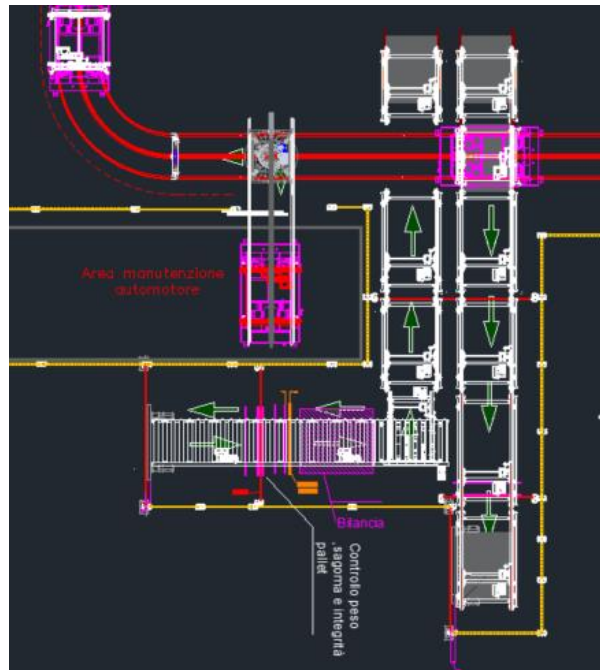 Area manutenzione
automotore
Bilancia
Controllo peso
,sagoma e integrità
pallet